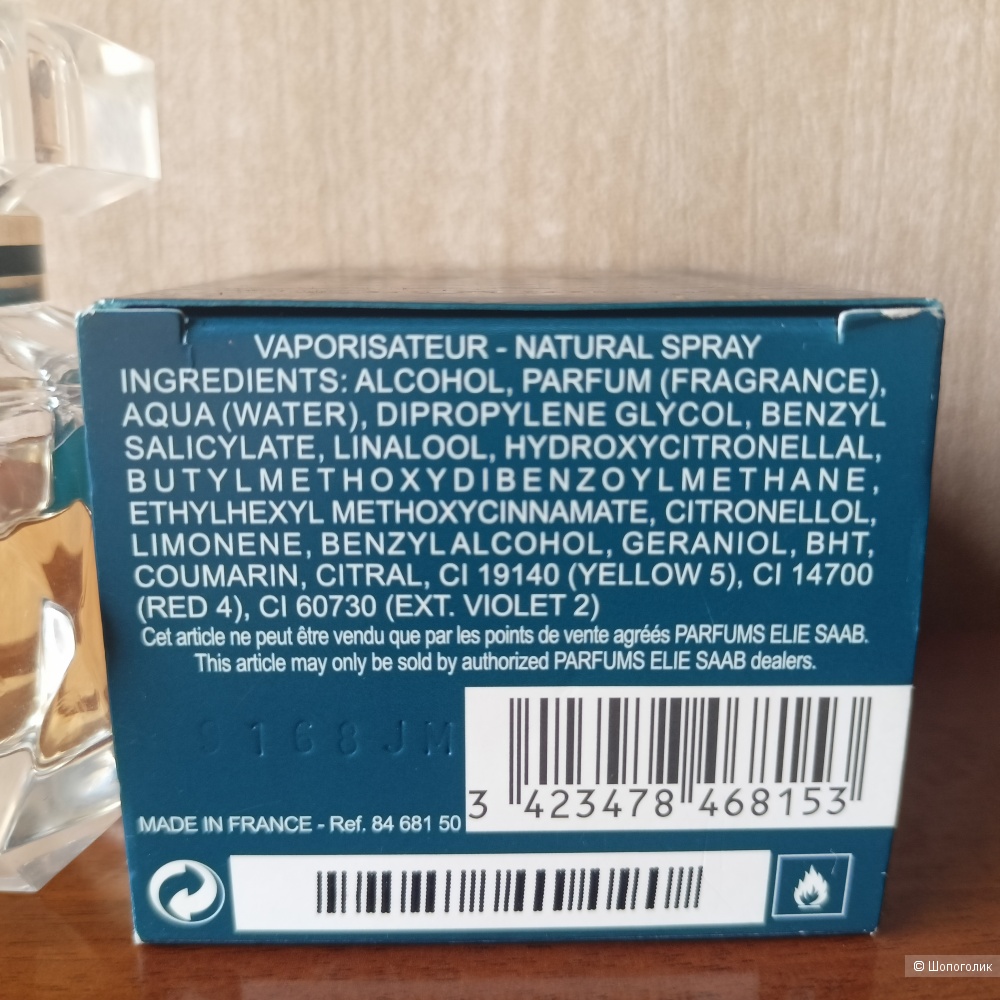 VAPORISATEUR - NATURAL SPRAY
INGREDIENTS: ALCOHOL, PARFUM (FRAGRANCE),
AQUA (WATER), DIPROPYLENE GLYCOL, BENZYL
SALICYLATE, LINALOOL, HYDROXYCITRONELLAL,
BUTYLMETHOXYDIBENZOYLMETHANE,
ETHYLHEXYL METHOXYCINNAMATE, CITRONELLOL,
LIMONENE, BENZYL ALCOHOL, GERANIOL, BHT,
COUMARIN, CITRAL, CI 19140 (YELLOW 5), CI 14700
(RED 4), CI 60730 (EXT. VIOLET 2)
Cet article ne peut être vendu que par les points de vente agréés PARFUMS ELIE SAAB.
This article may only be sold by authorized PARFUMS ELIE SAAB dealers.
9168JM
3 423478 468153
MADE IN FRANCE - Ref. 84 681 50
© Шопоголик